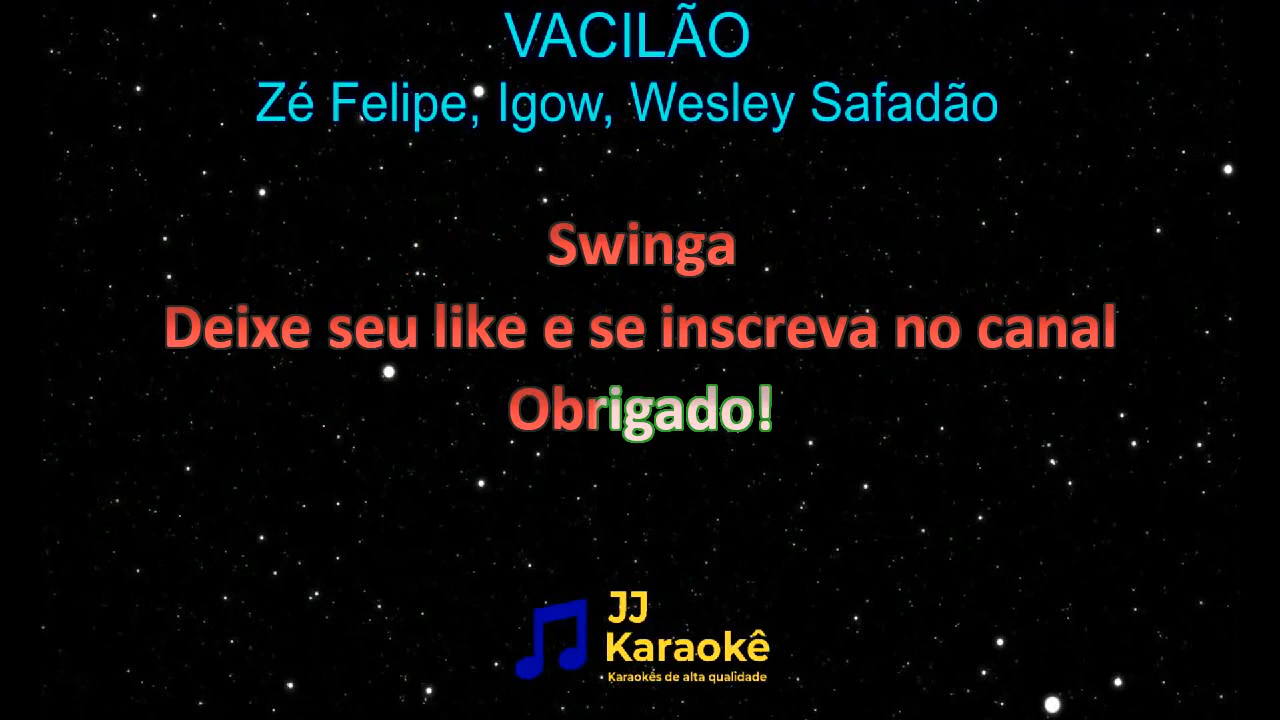 VACILÃO
Zé Felipe, Igow, Wesley Safadão
Swinga
Deixe seu like e se inscreva no canal
Obrigado!
JJ
Karaokê
Karaokês de alta qualidade